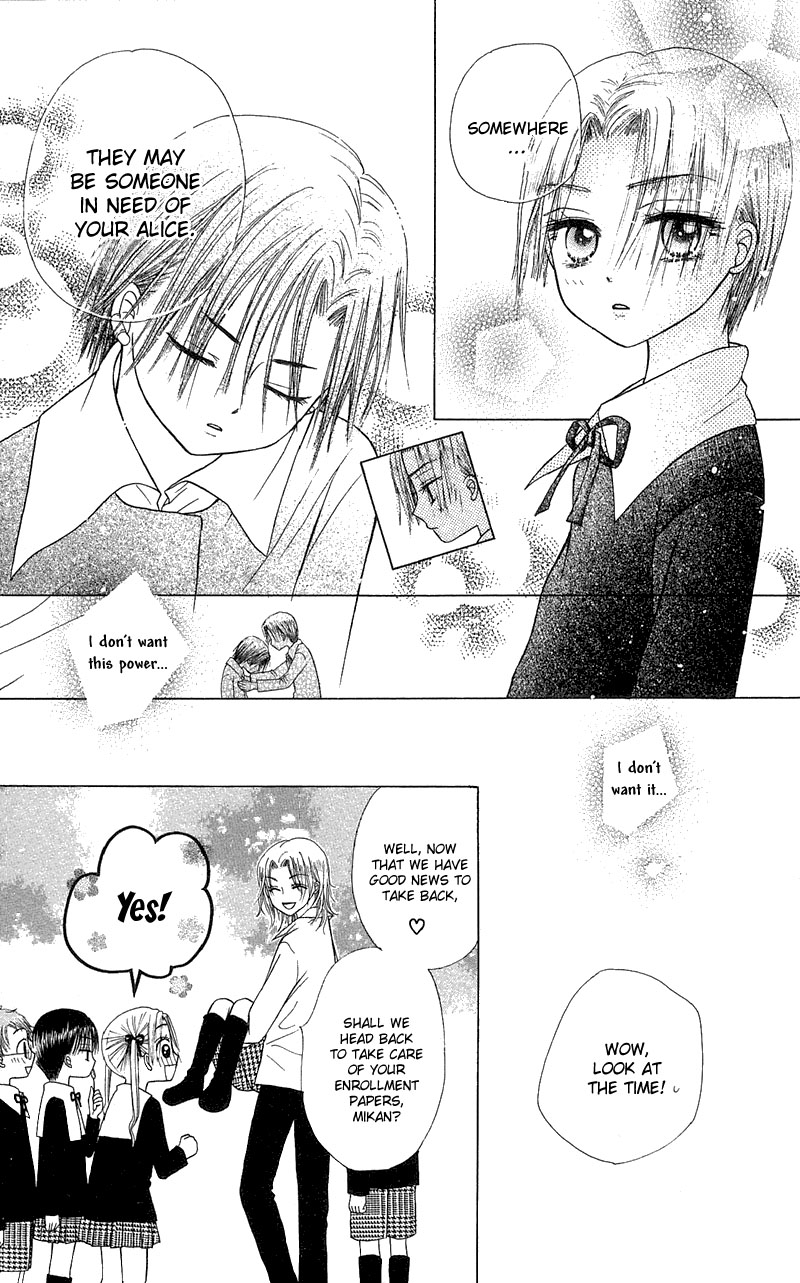 SOMEWHERE
...
THEY MAY
BE SOMEONE
IN NEED OF
YOUR ALICE.
I don't want
this power...
I don't
want it...
WOW,
LOOK AT
THE TIME!
WELL, NOW
THAT WE HAVE
GOOD NEWS TO
TAKE BACK,
♡
SHALL WE
HEAD BACK
TO TAKE CARE
OF YOUR
ENROLLMENT
PAPERS,
MIKAN?
Yes!